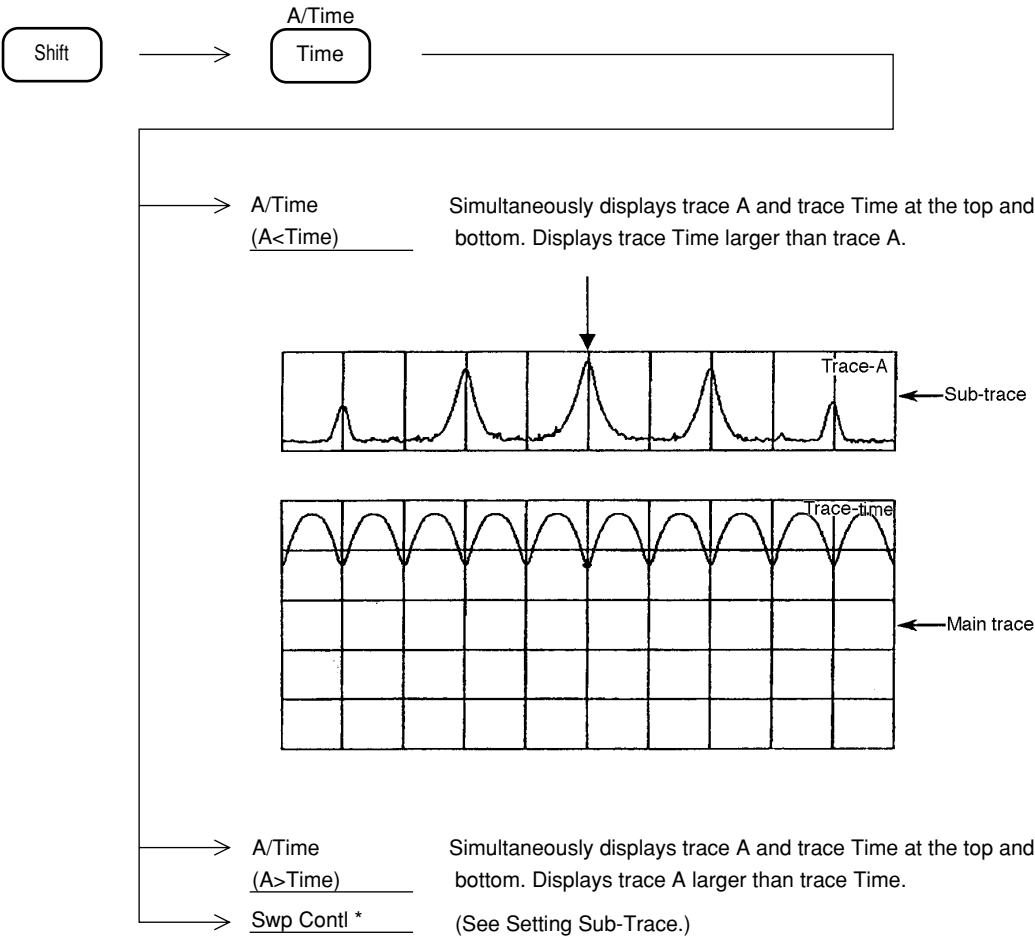 A/Time
Shift
Time
A/Time
(A<Time)
Simultaneously displays trace A and trace Time at the top and
bottom. Displays trace Time larger than trace A.
Trace-A
Sub-trace
Trace-time
Main trace
A/Time
(A>Time)
Simultaneously displays trace A and trace Time at the top and
bottom. Displays trace A larger than trace Time.
Swp Contl *
(See Setting Sub-Trace.)